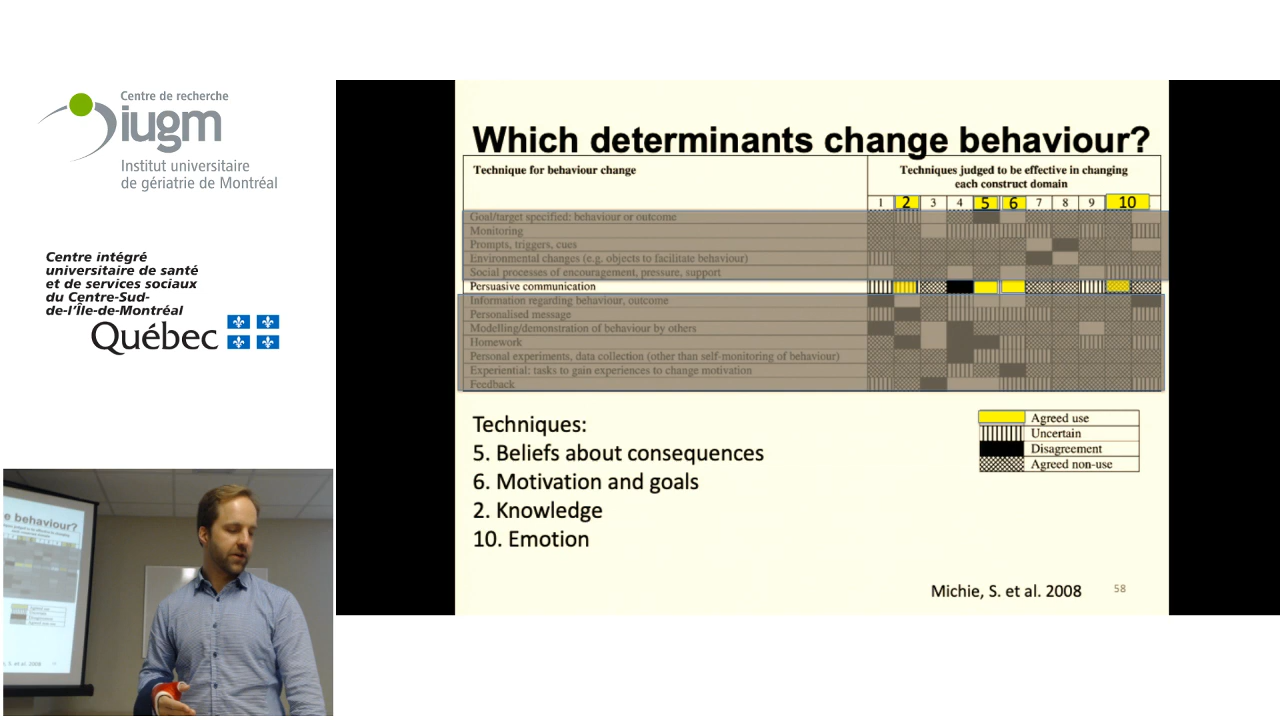 Centre de recherche
iugm
Institut universitaire
de gériatrie de Montréal
Centre intégré
universitaire de santé
et de services sociaux
du Centre-Sud-
de-l'Île-de-Montréal
Québec
Which determinants change behaviour?
Technique for behaviour change
Techniques judged to be effective in changing
each construct domain
1 2 3 4 5 6 7 8 9 10
Goal/target specified: behaviour or outcome
Monitoring
Prompts, triggers, cues
Environmental changes (e.g. objects to facilitate behaviour)
Social processes of encouragement, pressure, support
Persuasive communication
Information regarding behaviour, outcome
Personalised message
Modelling/demonstration of behaviour by others
Homework
Personal experiments, data collection (other than self-monitoring of behaviour)
Experiential: tasks to gain experiences to change motivation
Feedback
Agreed use
Uncertain
Disagreement
Agreed non-use
Techniques:
5. Beliefs about consequences
6. Motivation and goals
2. Knowledge
10. Emotion
Michie, S. et al. 2008
58
e behaviour?
s, S. et al. 2008